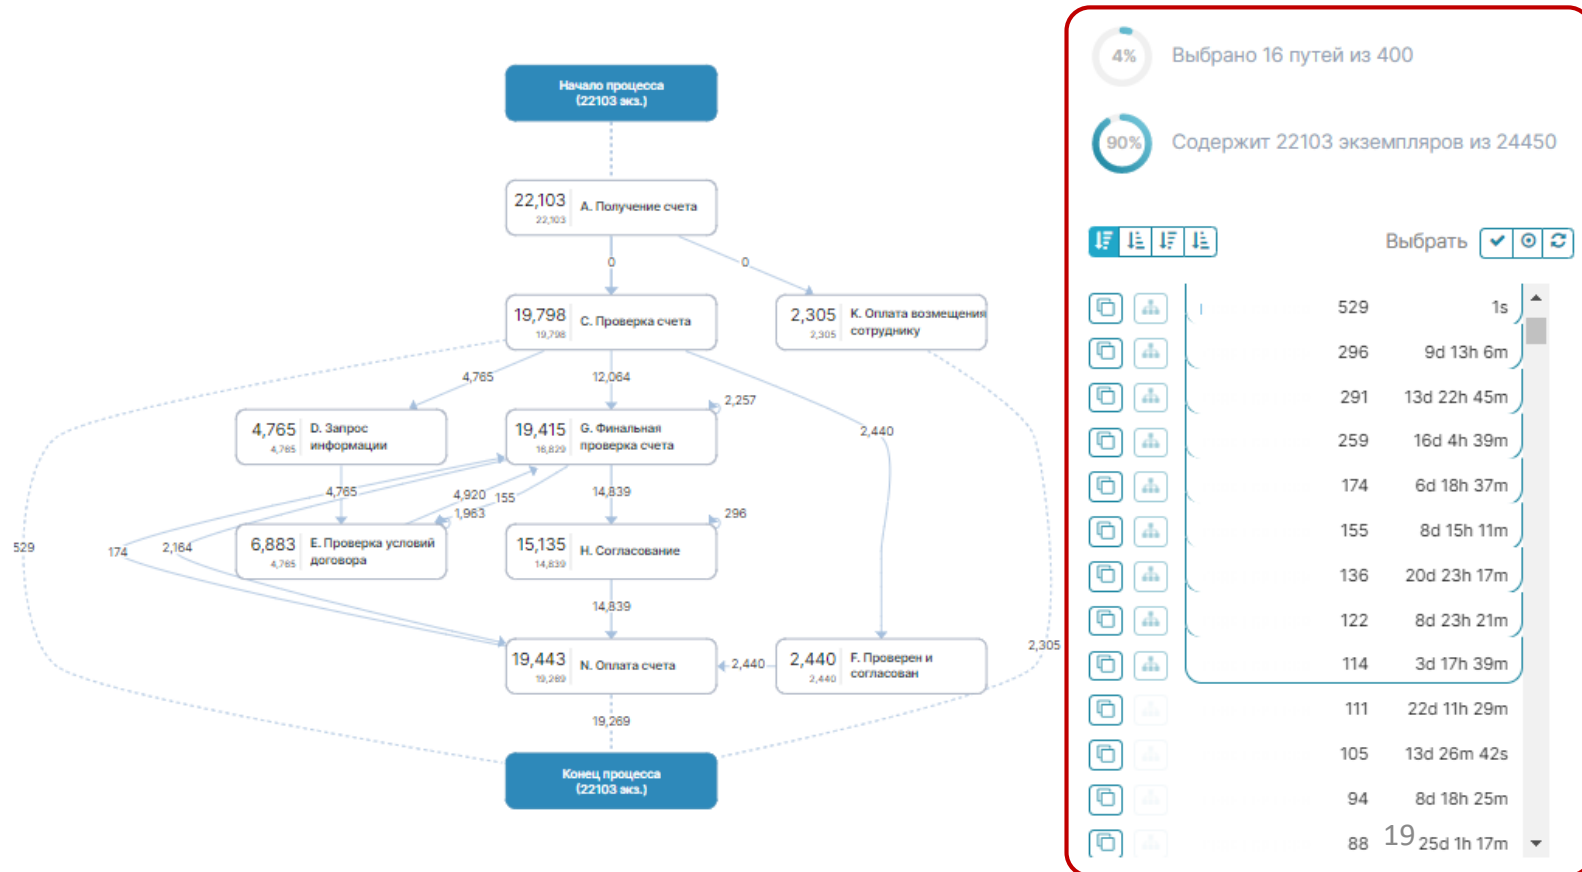 Начало процесса
(22103 экз.)
22,103
22,103
A. Получение счета
0
0
19,798
19,798
C. Проверка счета
2,305
2,305
K. Оплата возмещения
сотруднику
4,765
12,064
2,257
2,440
4,765
4,765
D. Запрос
информации
19,415
16,829
G. Финальная
проверка счета
4,765
4,920
155
1,963
14,839
296
529
174
2,164
6,883
4,765
E. Проверка условий
договора
15,135
14,839
H. Согласование
14,839
2,305
19,443
19,269
N. Оплата счета
2,440
2,440
2,440
F. Проверен и
согласован
19,269
Конец процесса
(22103 экз.)
4%
Выбрано 16 путей из 400
90%
Содержит 22103 экземпляров из 24450
Выбрать
529 1s
296 9d 13h 6m
291 13d 22h 45m
259 16d 4h 39m
174 6d 18h 37m
155 8d 15h 11m
136 20d 23h 17m
122 8d 23h 21m
114 3d 17h 39m
111 22d 11h 29m
105 13d 26m 42s
94 8d 18h 25m
88 25d 1h 17m
19